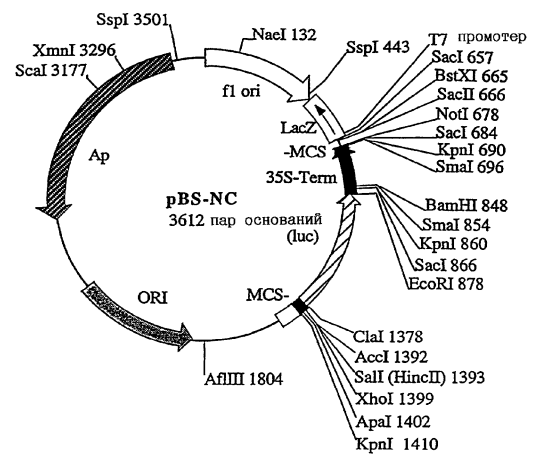 SspI 3501
NaeI 132
XmnI 3296
ScaI 3177
SspI 443
f1 ori
T7 промотер
SacI 657
BstXI 665
SacII 666
NotI 678
SacI 684
KpnI 690
SmaI 696
LacZ
-MCS
35S-Term
Ap
pBS-NC
3612 пар оснований
(luc)
BamHI 848
SmaI 854
KpnI 860
SacI 866
EcoRI 878
ORI
MCS-
AflIII 1804
ClaI 1378
AccI 1392
SalI (HincII) 1393
XhoI 1399
ApaI 1402
KpnI 1410